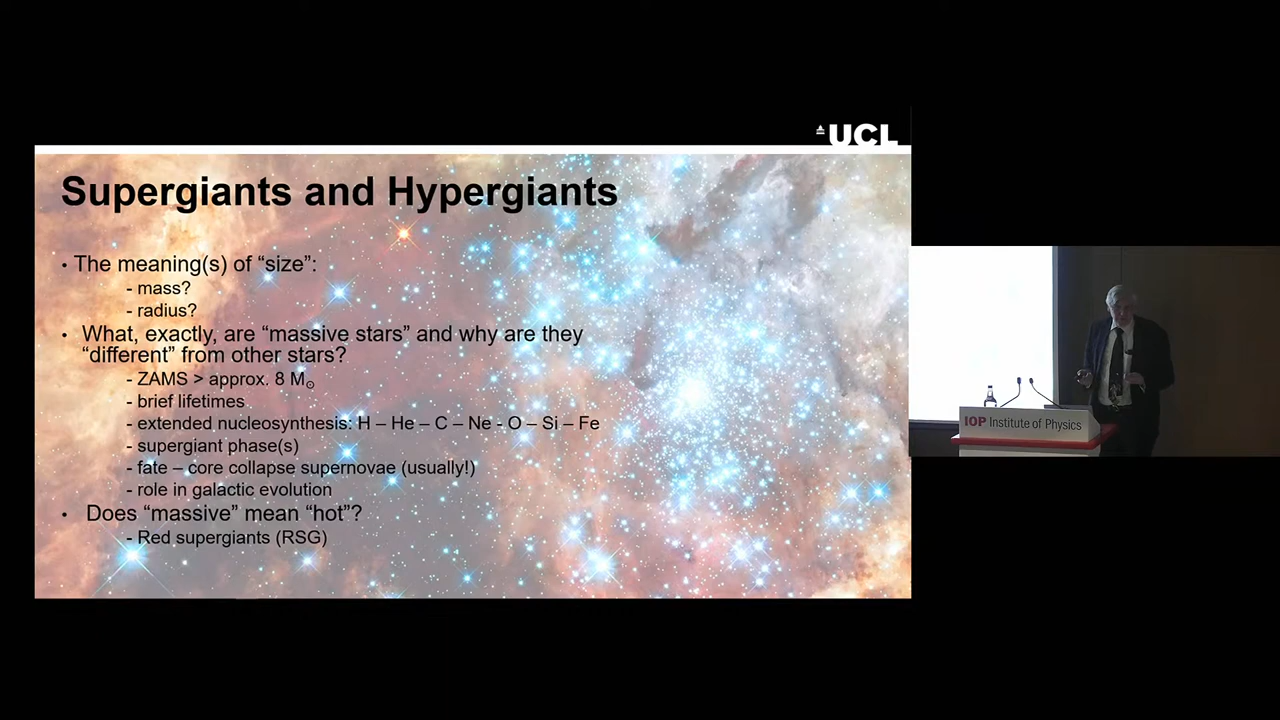 UCL
Supergiants and Hypergiants
• The meaning(s) of “size”:
- mass?
- radius?
• What, exactly, are “massive stars” and why are they
“different” from other stars?
- ZAMS > approx. 8 M☉
- brief lifetimes
- extended nucleosynthesis: H – He – C – Ne - O – Si – Fe
- supergiant phase(s)
- fate – core collapse supernovae (usually!)
- role in galactic evolution
• Does “massive” mean “hot”?
- Red supergiants (RSG)
IOP Institute of Physics